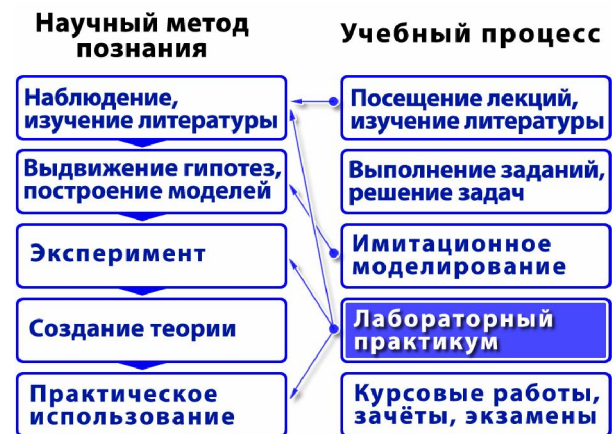 Научный метод
познания
Наблюдение,
изучение литературы
Выдвижение гипотез,
построение моделей
Эксперимент
Создание теории
Практическое
использование
Учебный процесс
Посещение лекций,
изучение литературы
Выполнение заданий,
решение задач
Имитационное
моделирование
Лабораторный
практикум
Курсовые работы,
зачёты, экзамены